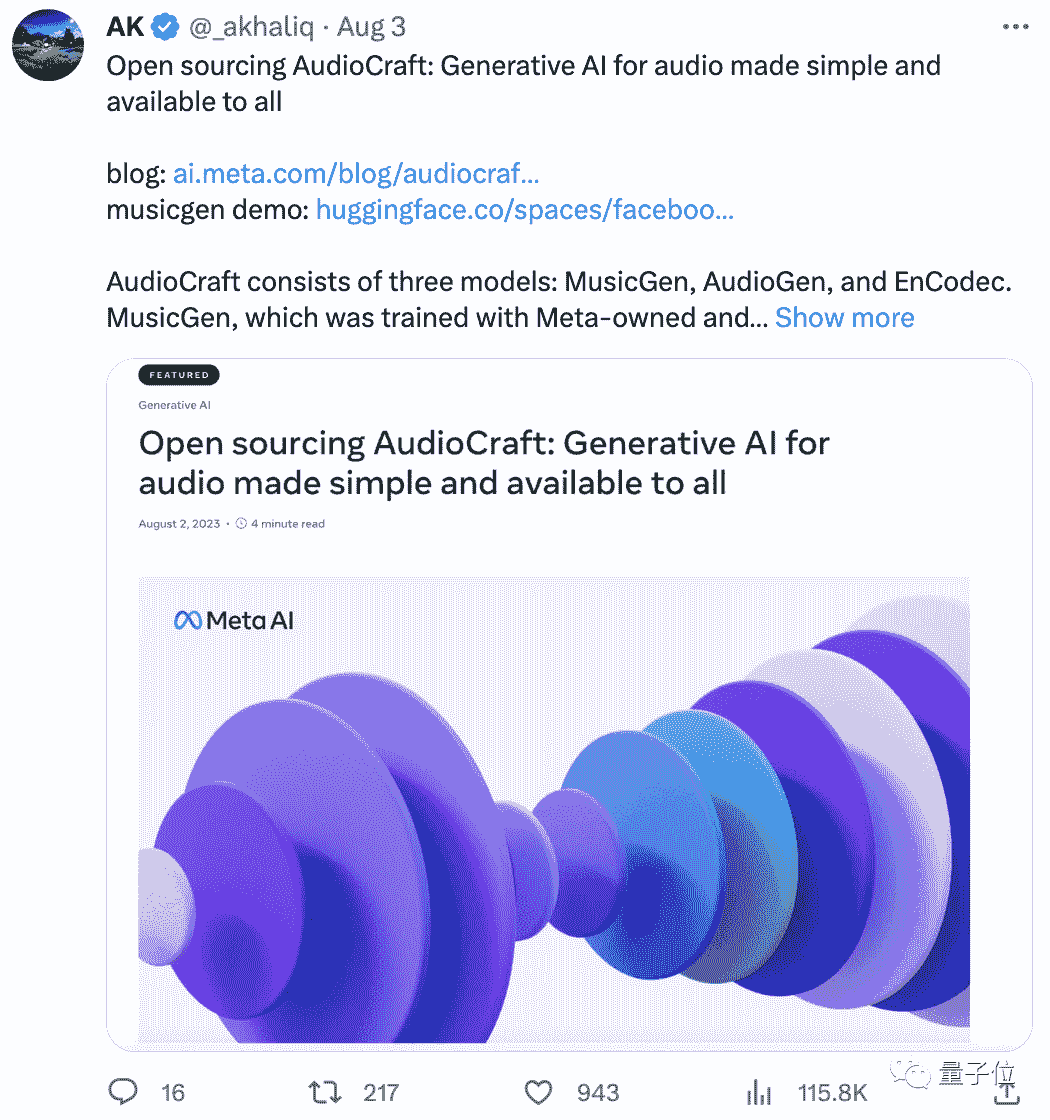 AK @_akhaliq · Aug 3
Open sourcing AudioCraft: Generative AI for audio made simple and
available to all
blog: ai.meta.com/blog/audiocraf...
musicgen demo: huggingface.co/spaces/faceboo...
AudioCraft consists of three models: MusicGen, AudioGen, and EnCodec.
MusicGen, which was trained with Meta-owned and... Show more
FEATURED
Generative AI
Open sourcing AudioCraft: Generative AI for
audio made simple and available to all
August 2, 2023 · 4 minute read
Meta AI
16 217 943 115.8K
量子位